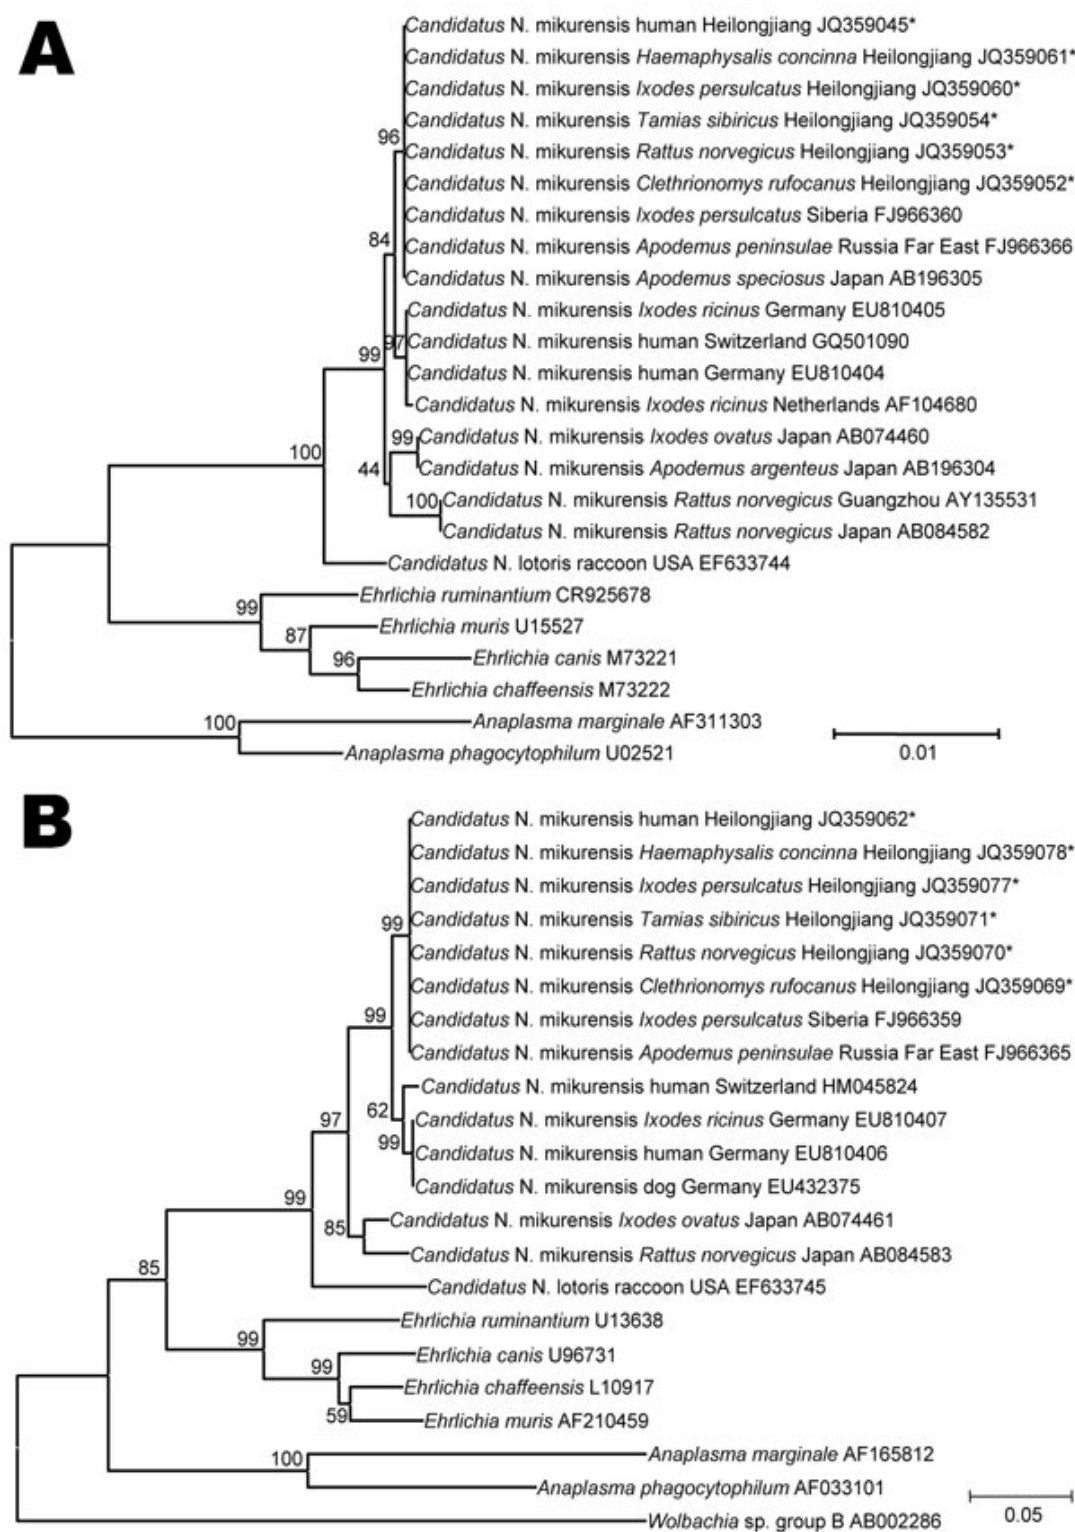 A
Candidatus N. mikurensis human Heilongjiang JQ359045*
Candidatus N. mikurensis Haemaphysalis concinna Heilongjiang JQ359061*
Candidatus N. mikurensis Ixodes persulcatus Heilongjiang JQ359060*
Candidatus N. mikurensis Tamias sibiricus Heilongjiang JQ359054*
96
Candidatus N. mikurensis Rattus norvegicus Heilongjiang JQ359053*
Candidatus N. mikurensis Clethrionomys rufocanus Heilongjiang JQ359052*
Candidatus N. mikurensis Ixodes persulcatus Siberia FJ966360
84
Candidatus N. mikurensis Apodemus peninsulae Russia Far East FJ966366
Candidatus N. mikurensis Apodemus speciosus Japan AB196305
Candidatus N. mikurensis Ixodes ricinus Germany EU810405
97
Candidatus N. mikurensis human Switzerland GQ501090
99
Candidatus N. mikurensis human Germany EU810404
Candidatus N. mikurensis Ixodes ricinus Netherlands AF104680
99
Candidatus N. mikurensis Ixodes ovatus Japan AB074460
100
44
Candidatus N. mikurensis Apodemus argenteus Japan AB196304
100
Candidatus N. mikurensis Rattus norvegicus Guangzhou AY135531
Candidatus N. mikurensis Rattus norvegicus Japan AB084582
Candidatus N. lotoris raccoon USA EF633744
Ehrlichia ruminantium CR925678
99
Ehrlichia muris U15527
87
Ehrlichia canis M73221
96
Ehrlichia chaffeensis M73222
Anaplasma marginale AF311303
100
Anaplasma phagocytophilum U02521
0.01
B
Candidatus N. mikurensis human Heilongjiang JQ359062*
Candidatus N. mikurensis Haemaphysalis concinna Heilongjiang JQ359078*
Candidatus N. mikurensis Ixodes persulcatus Heilongjiang JQ359077*
Candidatus N. mikurensis Tamias sibiricus Heilongjiang JQ359071*
99
Candidatus N. mikurensis Rattus norvegicus Heilongjiang JQ359070*
Candidatus N. mikurensis Clethrionomys rufocanus Heilongjiang JQ359069*
99
Candidatus N. mikurensis Ixodes persulcatus Siberia FJ966359
Candidatus N. mikurensis Apodemus peninsulae Russia Far East FJ966365
Candidatus N. mikurensis human Switzerland HM045824
62
97
Candidatus N. mikurensis Ixodes ricinus Germany EU810407
99
Candidatus N. mikurensis human Germany EU810406
Candidatus N. mikurensis dog Germany EU432375
99
Candidatus N. mikurensis Ixodes ovatus Japan AB074461
85
Candidatus N. mikurensis Rattus norvegicus Japan AB084583
85
Candidatus N. lotoris raccoon USA EF633745
Ehrlichia ruminantium U13638
99
Ehrlichia canis U96731
99
Ehrlichia chaffeensis L10917
59
Ehrlichia muris AF210459
Anaplasma marginale AF165812
100
Anaplasma phagocytophilum AF033101
Wolbachia sp. group B AB002286
0.05